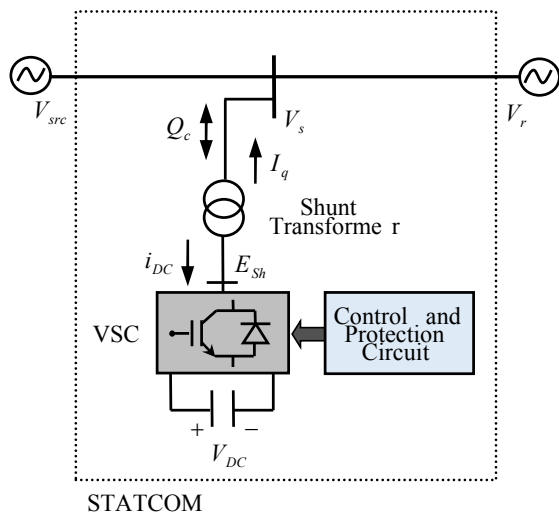 V_src
V_r
Q_c
V_s
I_q
Shunt
Transforme r
i_DC
E_Sh
VSC
Control and
Protection
Circuit
+ −
V_DC
STATCOM